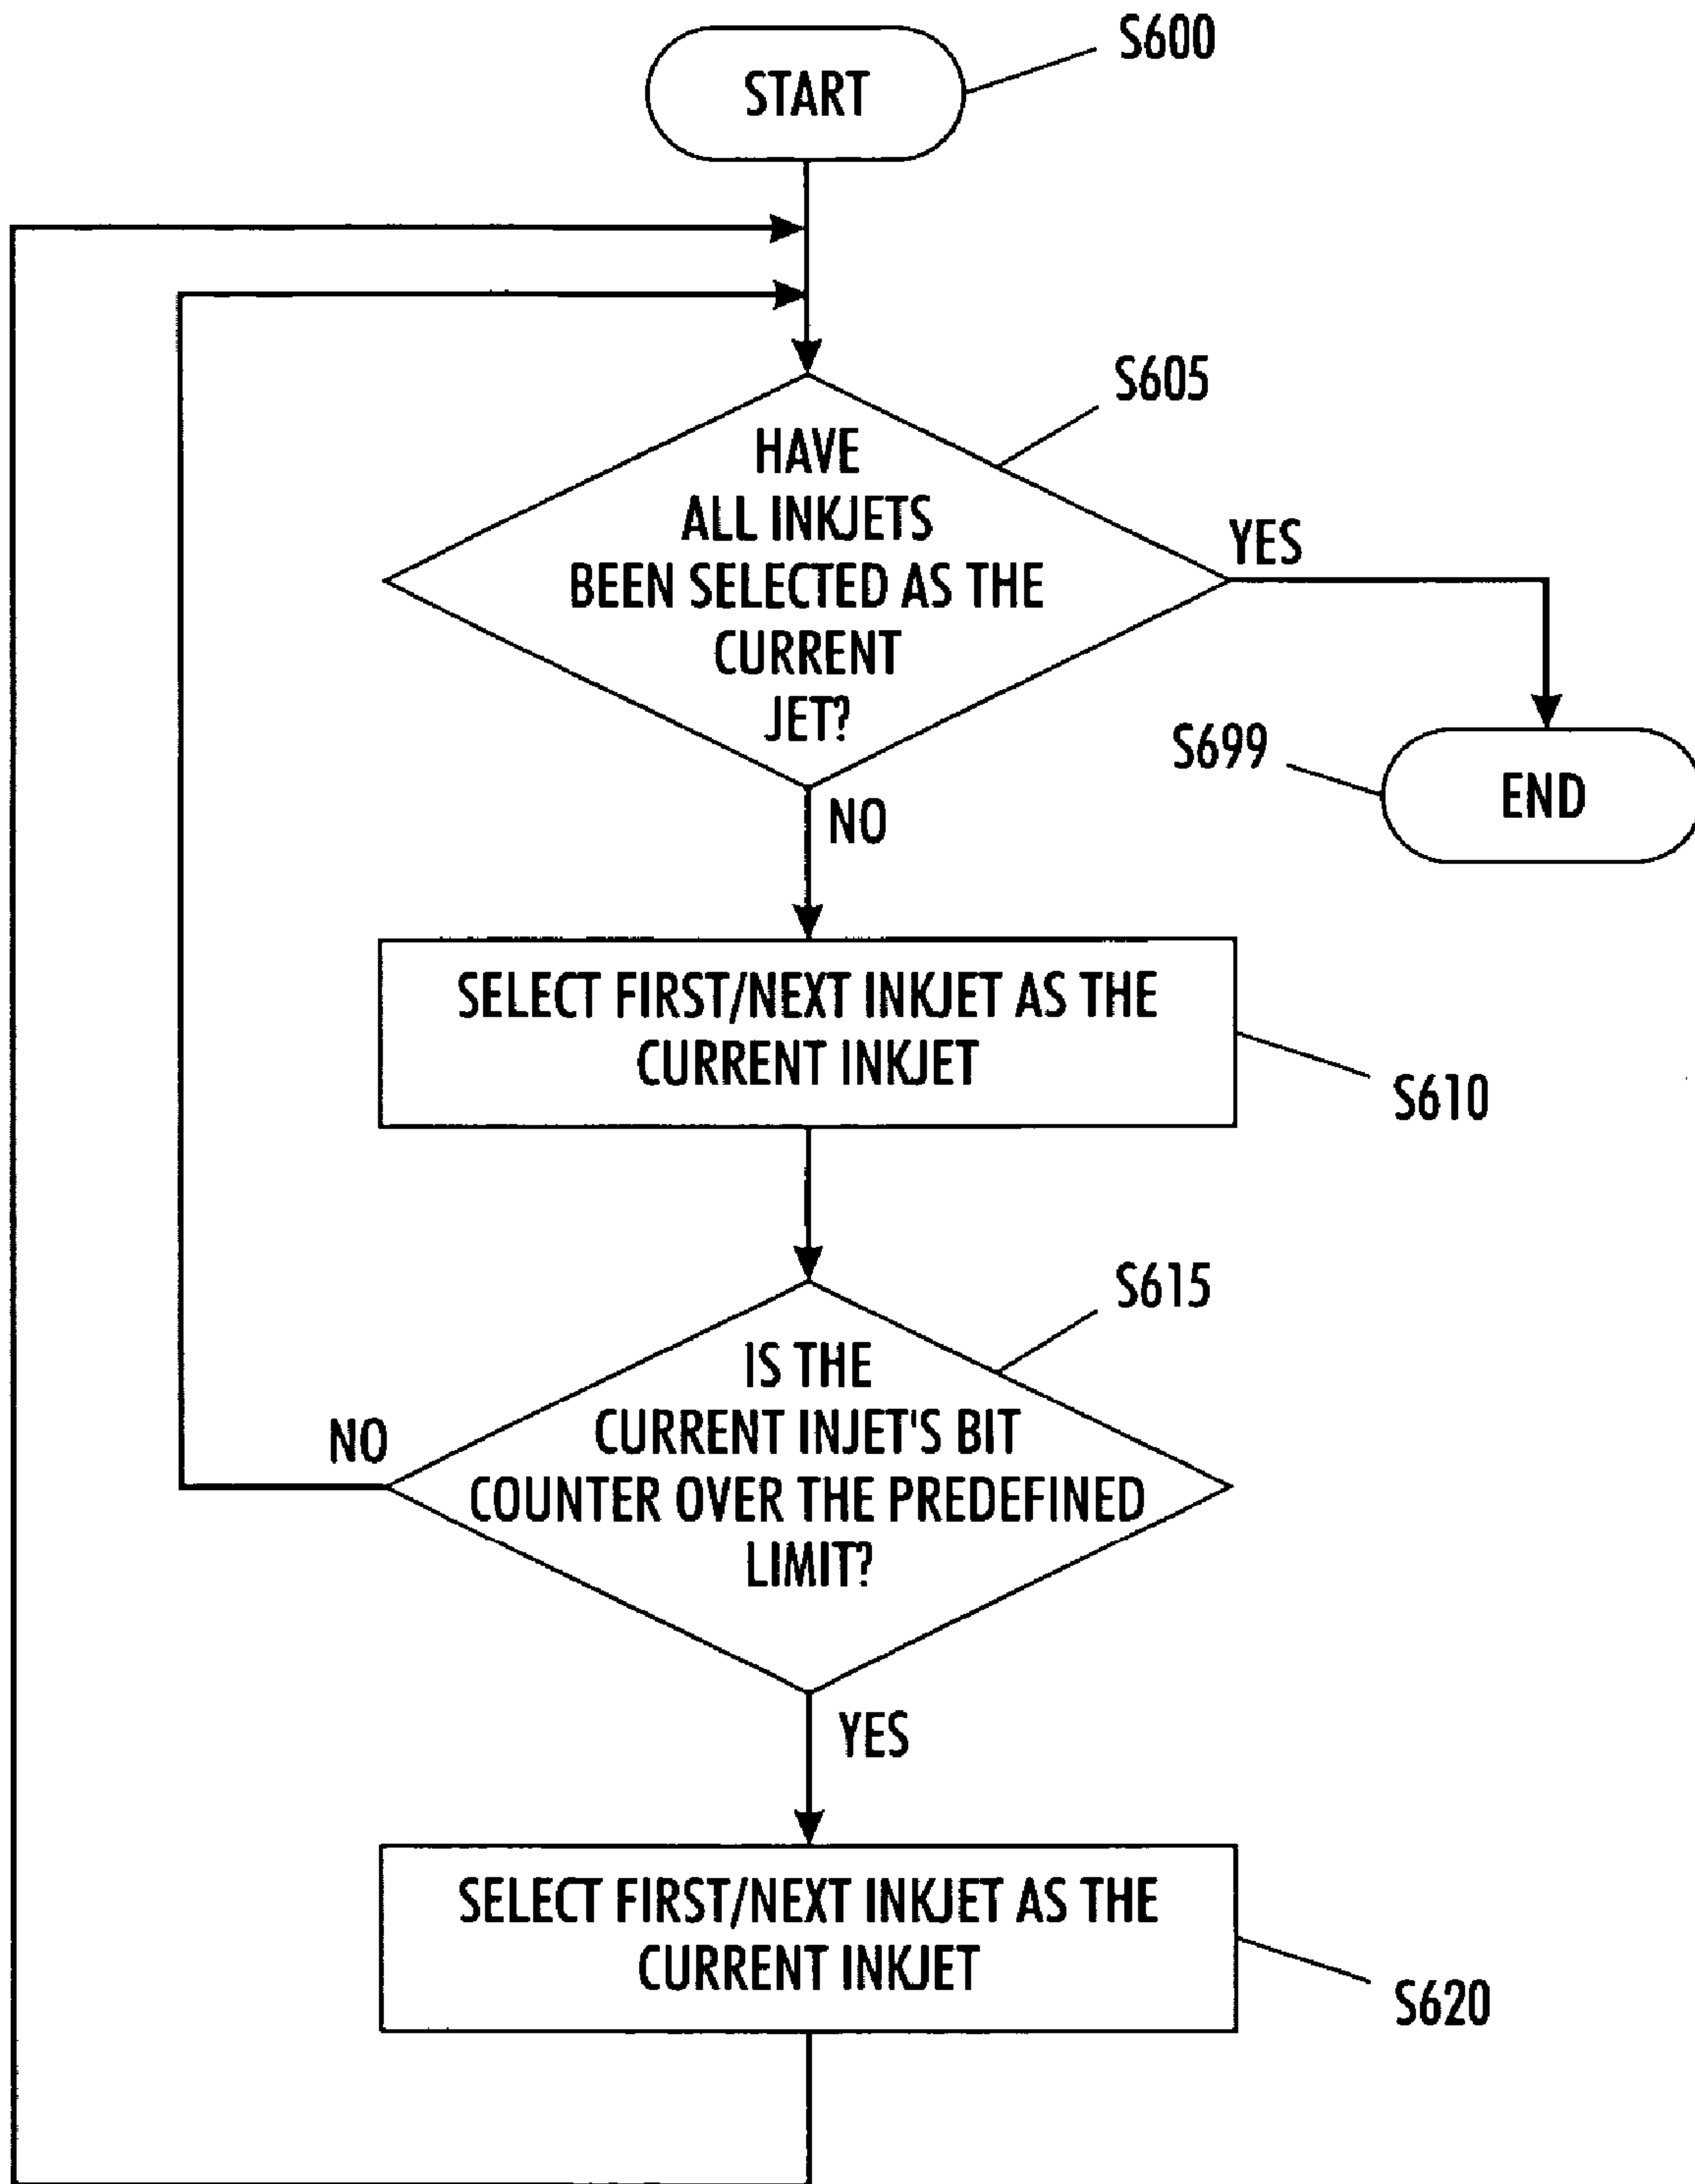 S600
START
S605
HAVE
ALL INKJETS
BEEN SELECTED AS THE
CURRENT
JET?
YES
S699
END
NO
SELECT FIRST/NEXT INKJET AS THE
CURRENT INKJET
S610
S615
IS THE
CURRENT INJET'S BIT
COUNTER OVER THE PREDEFINED
LIMIT?
NO
YES
SELECT FIRST/NEXT INKJET AS THE
CURRENT INKJET
S620